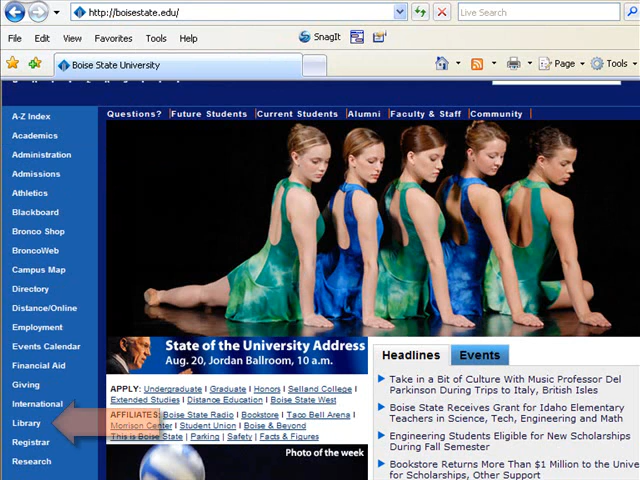 http://boisestate.edu/
Live Search
File Edit View Favorites Tools Help
SnagIt
Boise State University
Page Tools
Questions? Future Students Current Students Alumni Faculty & Staff Community
A-Z Index
Academics
Administration
Admissions
Athletics
Blackboard
Bronco Shop
BroncoWeb
Campus Map
Directory
Distance/Online
Employment
Events Calendar
Financial Aid
Giving
International
Library
Registrar
Research
State of the University Address
Aug. 20, Jordan Ballroom, 10 a.m.
APPLY: Undergraduate | Graduate | Honors | Selland College |
Extended Studies | Distance Education | Boise State West
AFFILIATES: Boise State Radio | Bookstore | Taco Bell Arena |
Morrison Center | Student Union | Boise & Beyond
This is Boise State | Parking | Safety | Facts & Figures
Photo of the week
Headlines Events
Take in a Bit of Culture With Music Professor Del
Parkinson During Trips to Italy, British Isles
Boise State Receives Grant for Idaho Elementary
Teachers in Science, Tech, Engineering and Math
Engineering Students Eligible for New Scholarships
During Fall Semester
Bookstore Returns More Than $1 Million to the Unive
for Scholarships, Other Support